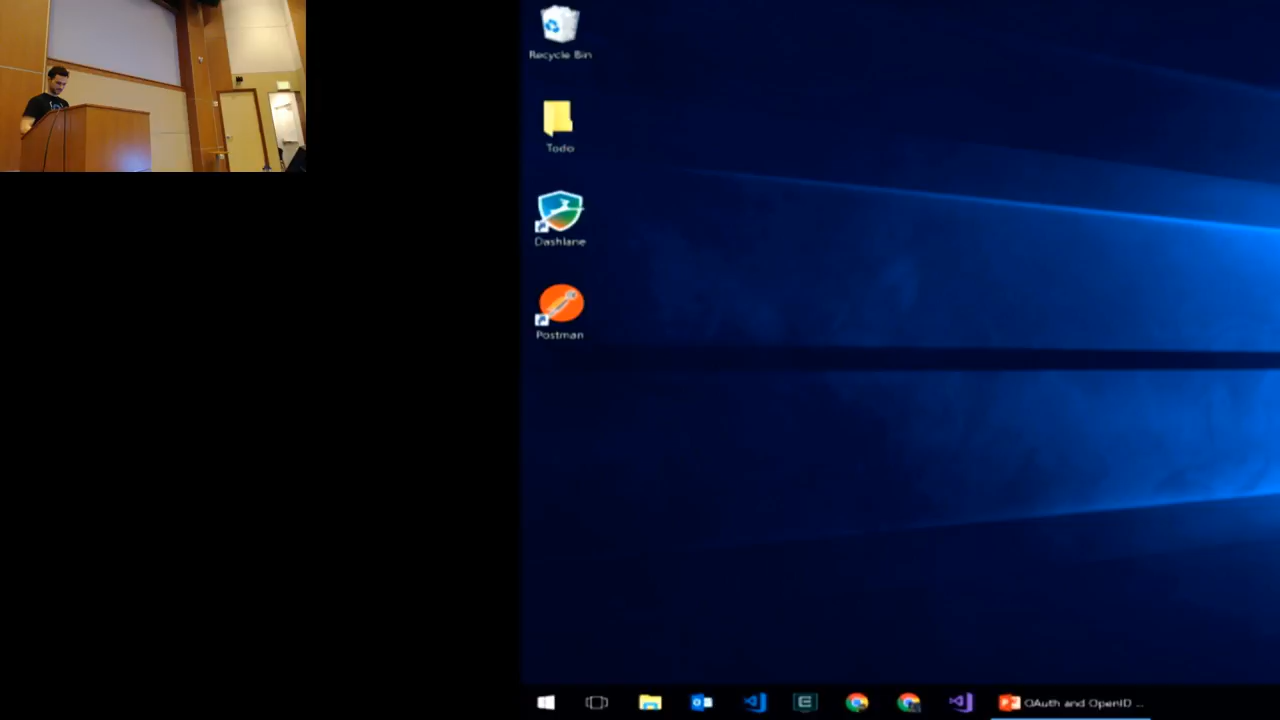 Recycle Bin
Todo
Dashlane
Postman
OAuth and OpenID ...